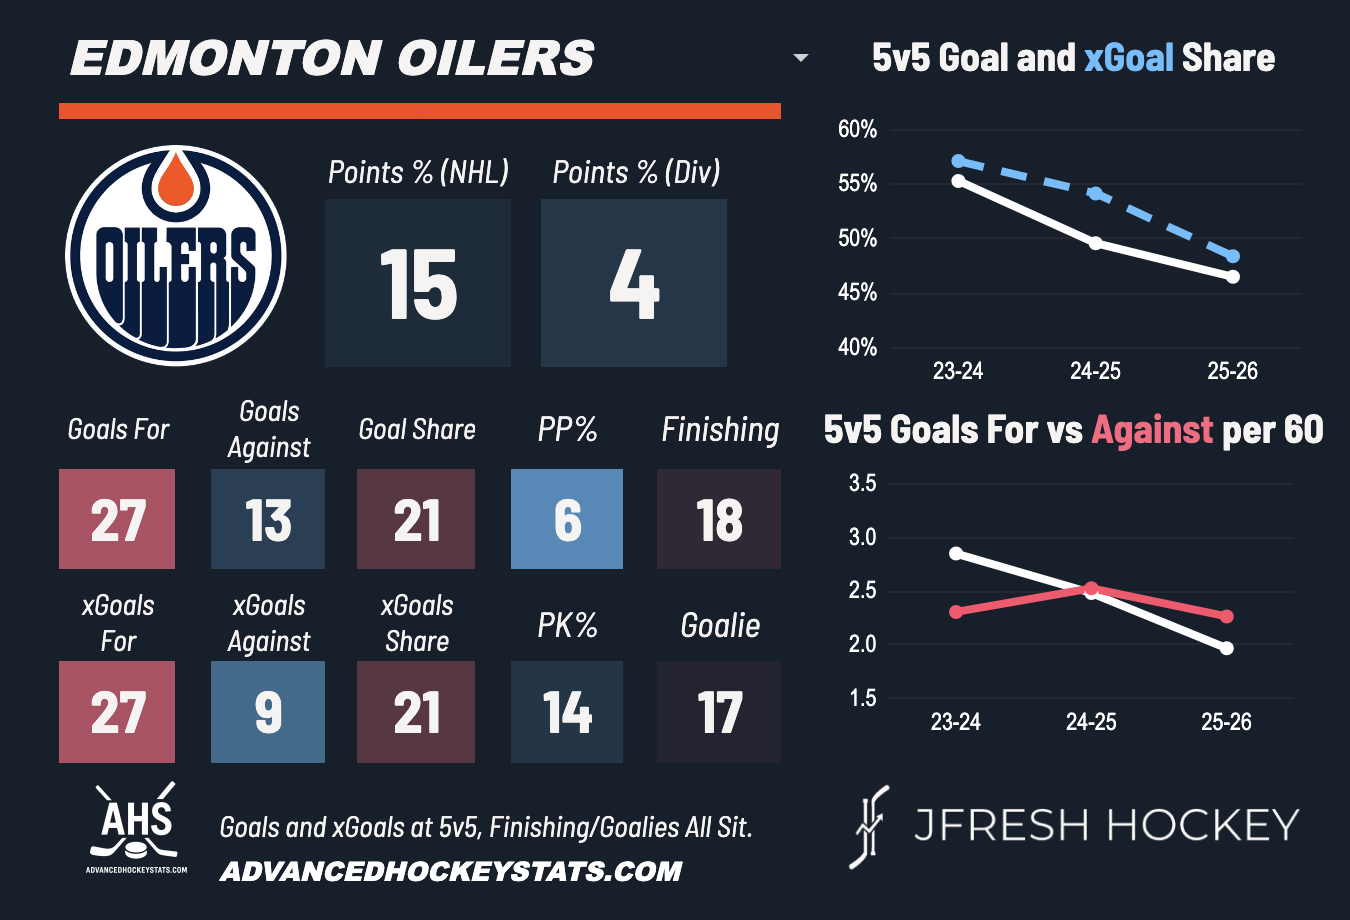 EDMONTON OILERS
OILERS
Points % (NHL)
Points % (Div)
15
4
Goals For
Goals
Against
Goal Share
PP%
Finishing
27
13
21
6
18
xGoals
For
xGoals
Against
xGoals
Share
PK%
Goalie
27
9
21
14
17
AHS
ADVANCEDHOCKEYSTATS.COM
Goals and xGoals at 5v5, Finishing/Goalies All Sit.
ADVANCEDHOCKEYSTATS.COM
5v5 Goal and xGoal Share
60%
55%
50%
45%
40%
23-24
24-25
25-26
5v5 Goals For vs Against per 60
3.5
3.0
2.5
2.0
1.5
23-24
24-25
25-26
JFRESH HOCKEY